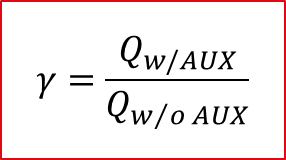 γ = Q_{w/AUX} / Q_{w/o AUX}